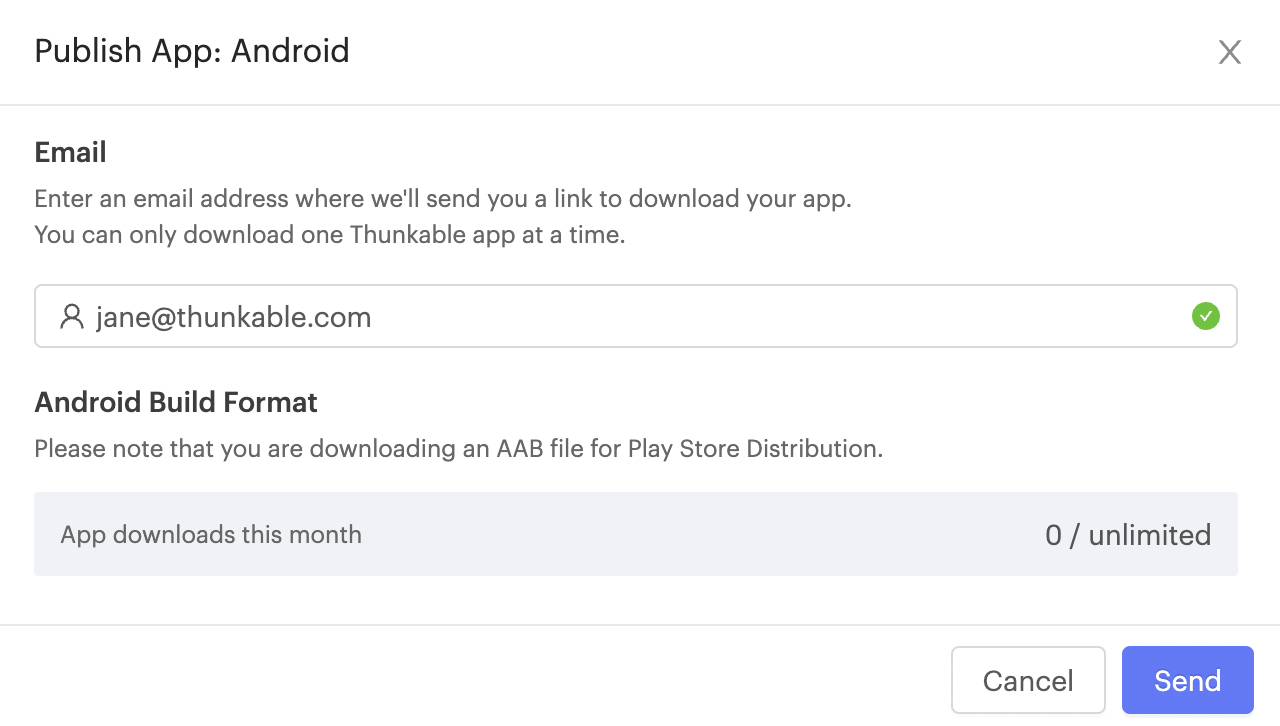 Publish App: Android
Email
Enter an email address where we'll send you a link to download your app.
You can only download one Thunkable app at a time.
jane@thunkable.com
Android Build Format
Please note that you are downloading an AAB file for Play Store Distribution.
App downloads this month 0 / unlimited
Cancel Send